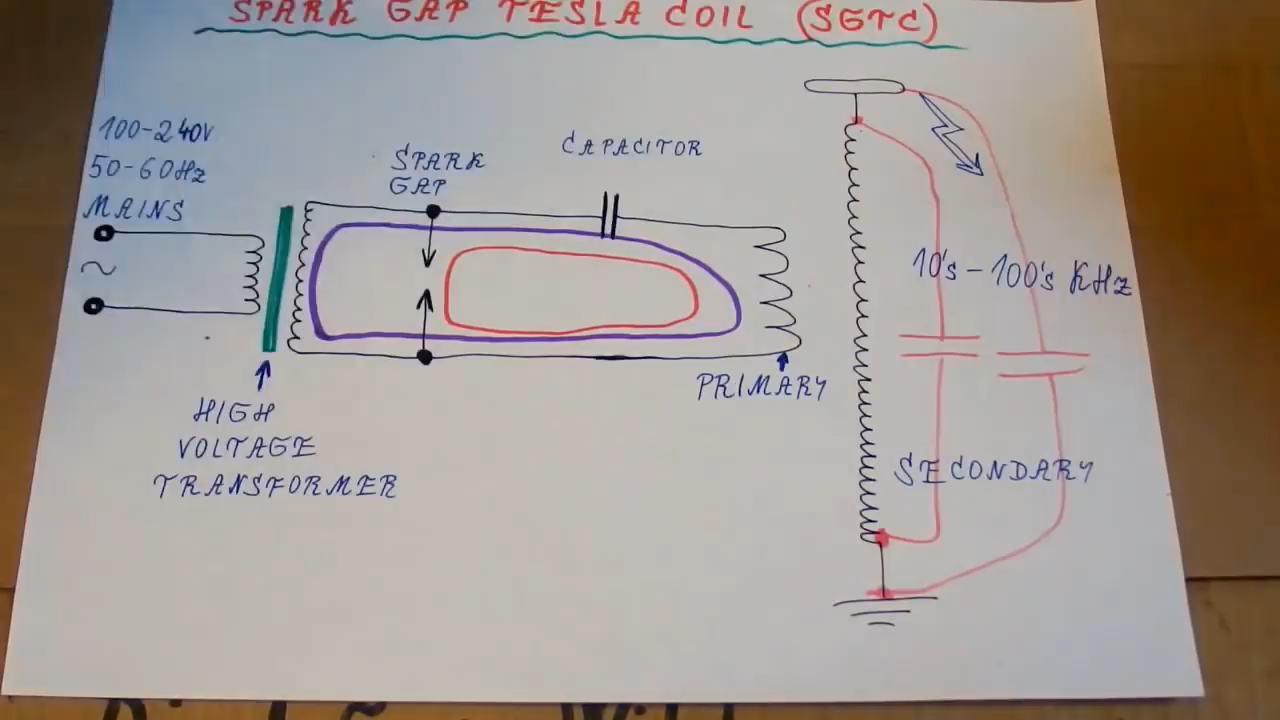 SPARK GAP TESLA COIL (SGTC)
100-240V
50-60Hz
MAINS
~
SPARK
GAP
CAPACITOR
10's - 100's KHz
PRIMARY
HIGH
VOLTAGE
TRANSFORMER
SECONDARY